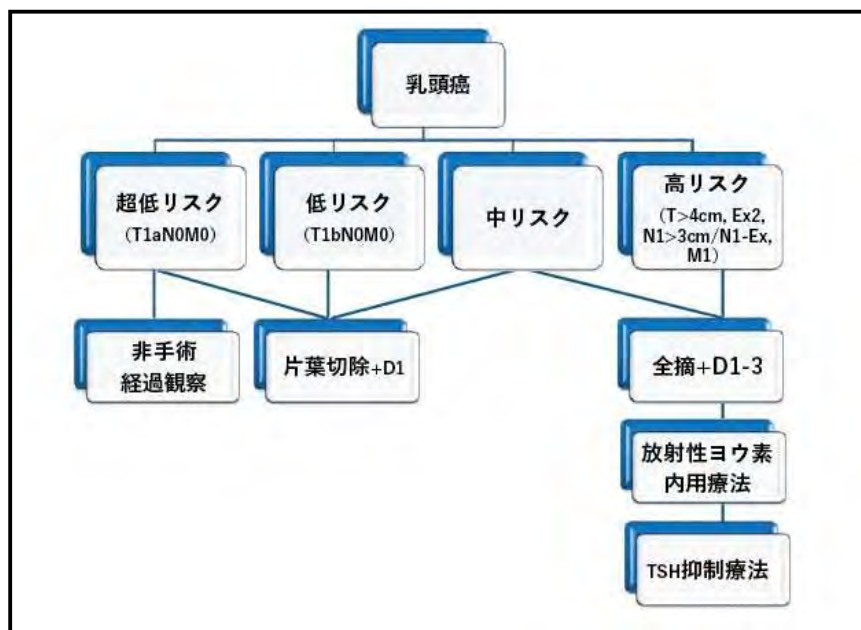 乳頭癌
超低リスク
(T1aN0M0)
低リスク
(T1bN0M0)
中リスク
高リスク
(T>4cm, Ex2,
N1>3cm/N1-Ex,
M1)
非手術
経過観察
片葉切除+D1
全摘+D1-3
放射性ヨウ素
内用療法
TSH抑制療法